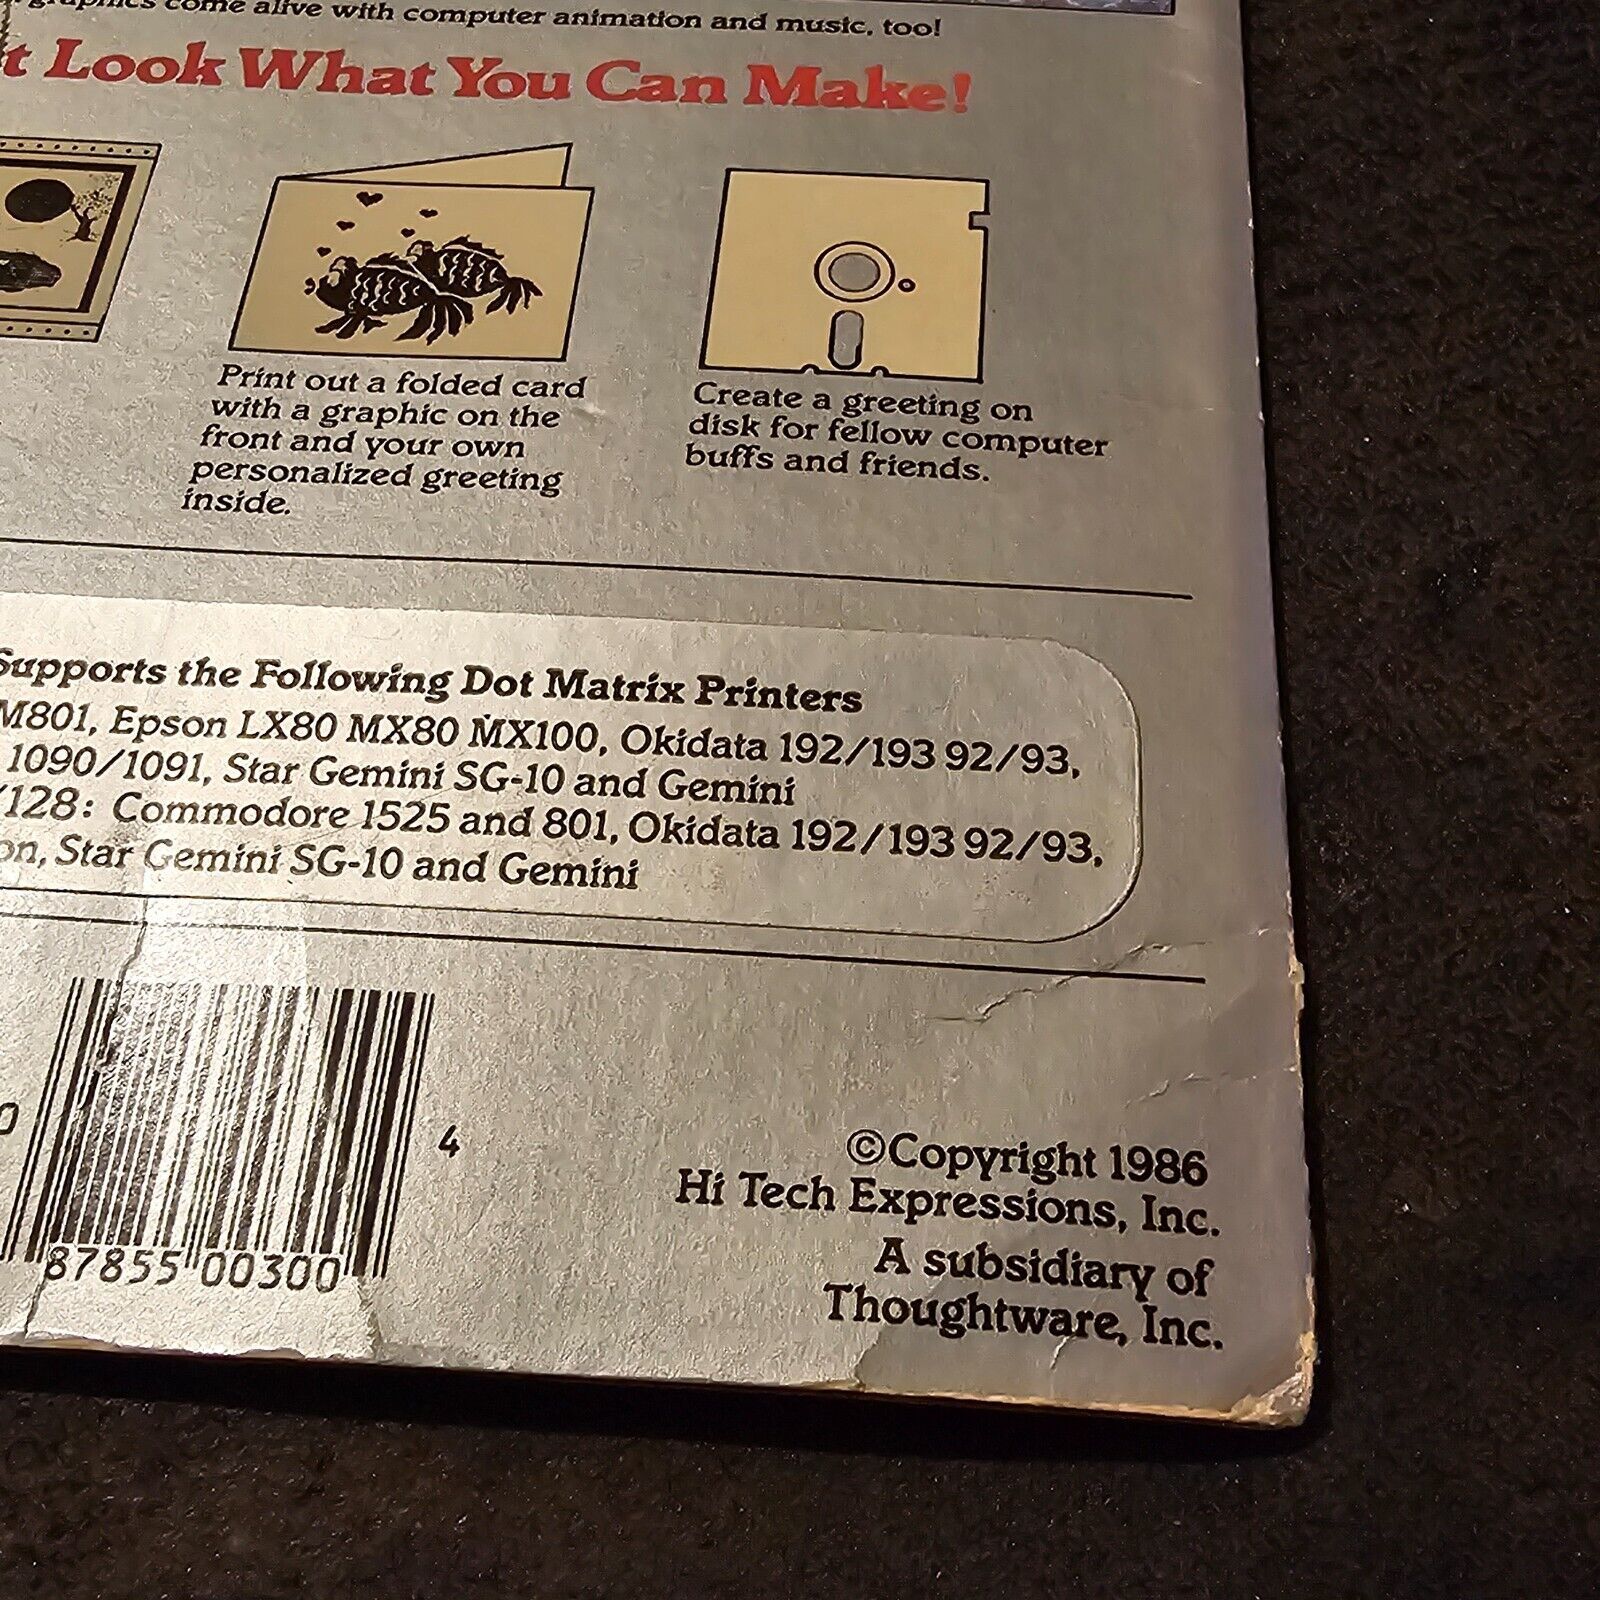 graphics come alive with computer animation and music, too!
Look What You Can Make!
Print out a folded card
with a graphic on the
front and your own
personalized greeting
inside.
Create a greeting on
disk for fellow computer
buffs and friends.
Supports the Following Dot Matrix Printers
M801, Epson LX80 MX80 MX100, Okidata 192/193 92/93,
1090/1091, Star Gemini SG-10 and Gemini
/128: Commodore 1525 and 801, Okidata 192/193 92/93,
Star Gemini SG-10 and Gemini
0 87855 00300 4
©Copyright 1986
Hi Tech Expressions, Inc.
A subsidiary of
Thoughtware, Inc.